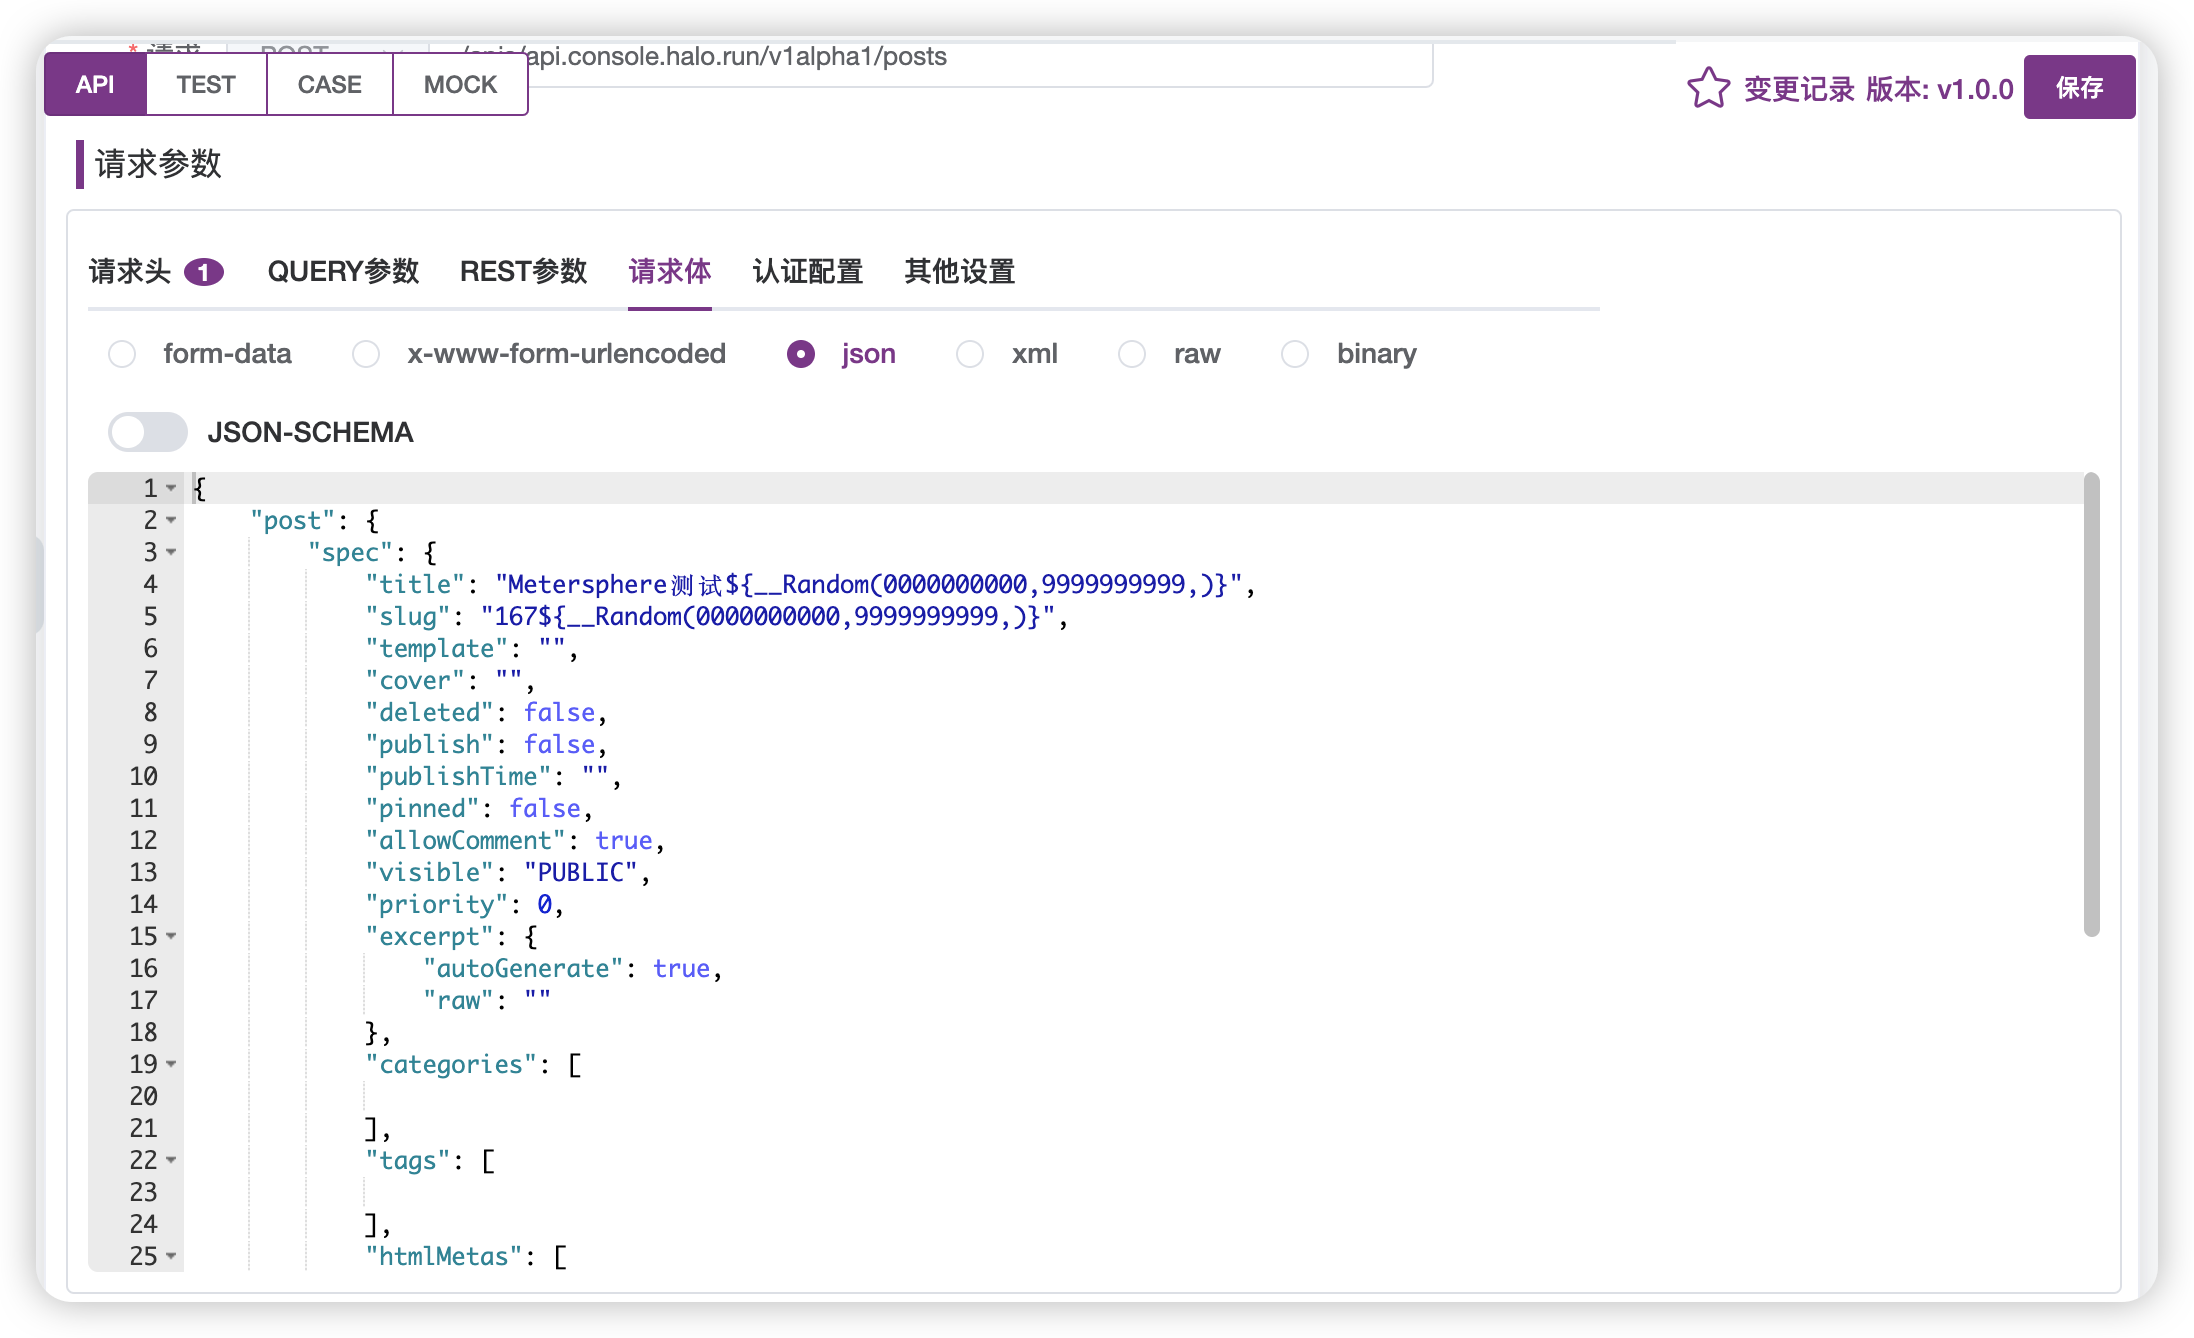 * 请求 POST /apis/api.console.halo.run/v1alpha1/posts
API TEST CASE MOCK
变更记录 版本: v1.0.0 保存
请求参数
请求头 1 QUERY参数 REST参数 请求体 认证配置 其他设置
form-data x-www-form-urlencoded json xml raw binary
JSON-SCHEMA
1 {
2 "post": {
3 "spec": {
4 "title": "Metersphere测试${__Random(0000000000,9999999999,)}",
5 "slug": "167${__Random(0000000000,9999999999,)}",
6 "template": "",
7 "cover": "",
8 "deleted": false,
9 "publish": false,
10 "publishTime": "",
11 "pinned": false,
12 "allowComment": true,
13 "visible": "PUBLIC",
14 "priority": 0,
15 "excerpt": {
16 "autoGenerate": true,
17 "raw": ""
18 },
19 "categories": [
20
21 ],
22 "tags": [
23
24 ],
25 "htmlMetas": [